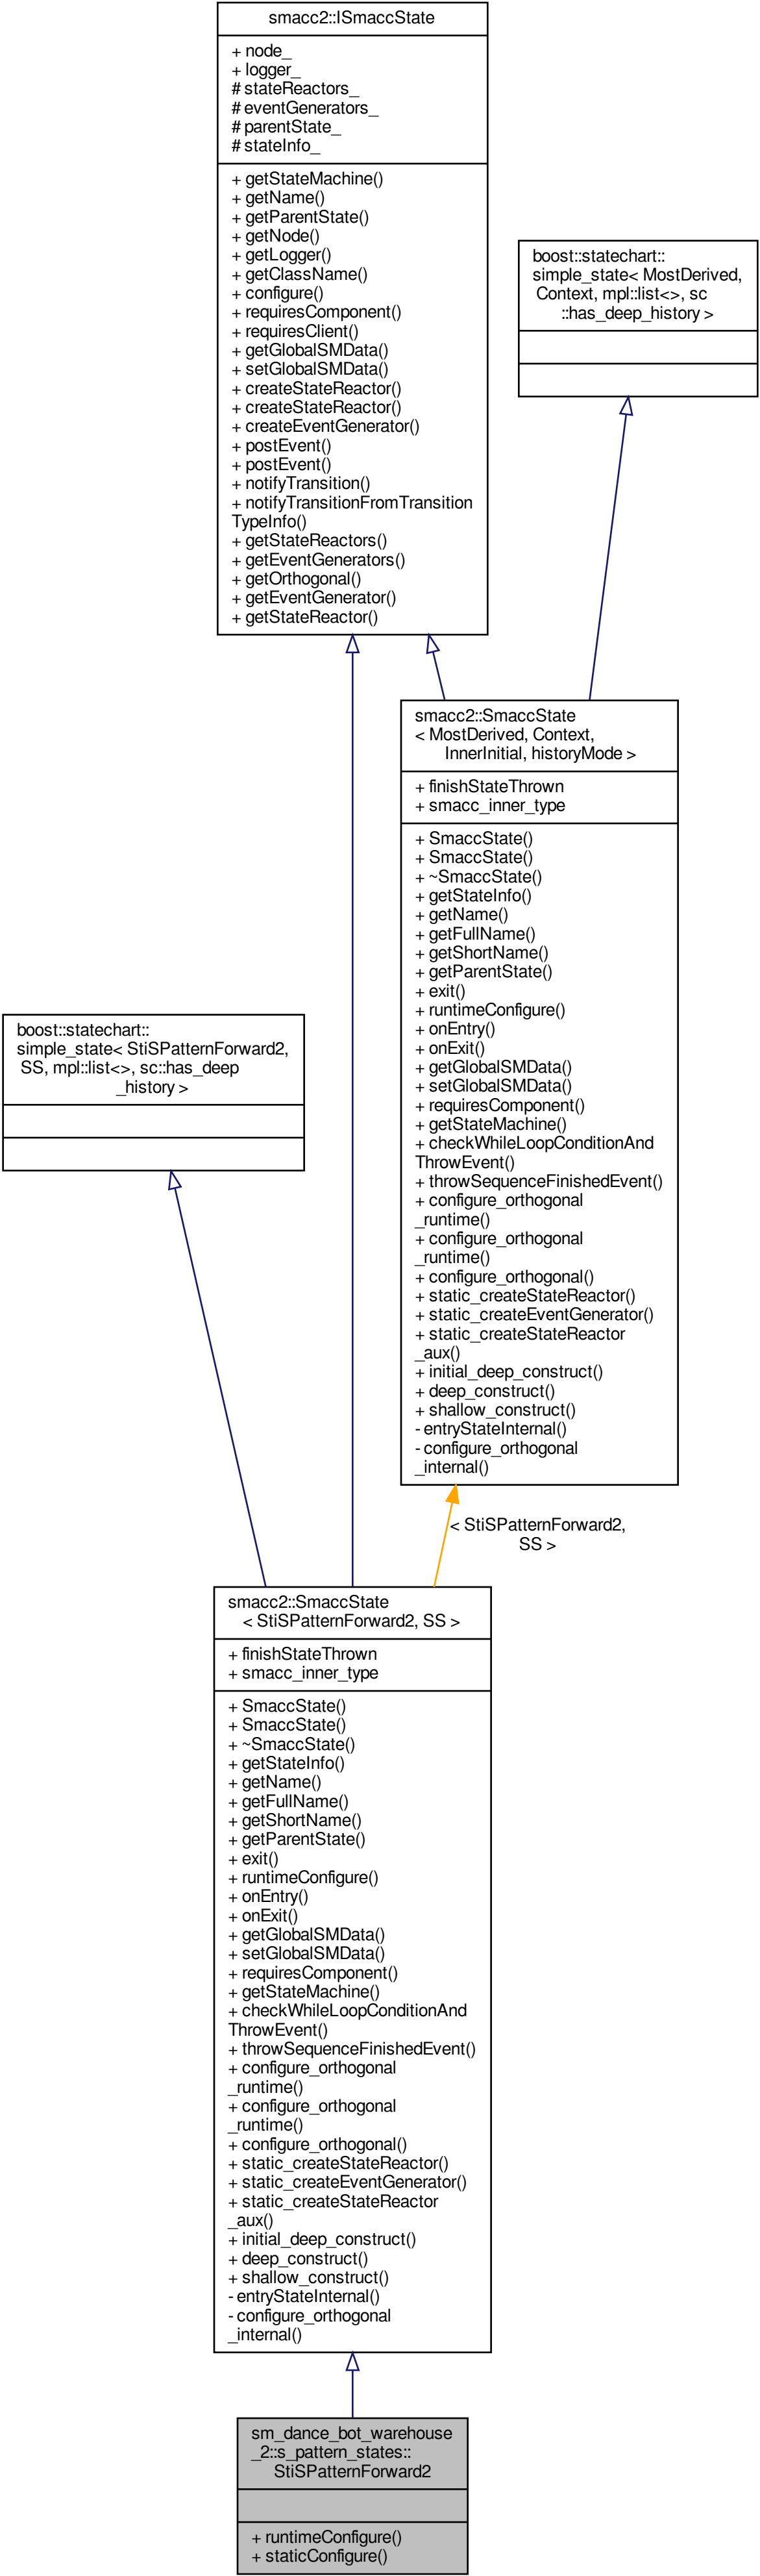 smacc2::ISmaccState
+ node_
+ logger_
# stateReactors_
# eventGenerators_
# parentState_
# stateInfo_
+ getStateMachine()
+ getName()
+ getParentState()
+ getNode()
+ getLogger()
+ getClassName()
+ configure()
+ requiresComponent()
+ requiresClient()
+ getGlobalSMData()
+ setGlobalSMData()
+ createStateReactor()
+ createStateReactor()
+ createEventGenerator()
+ postEvent()
+ postEvent()
+ notifyTransition()
+ notifyTransitionFromTransition
TypeInfo()
+ getStateReactors()
+ getEventGenerators()
+ getOrthogonal()
+ getEventGenerator()
+ getStateReactor()
boost::statechart::
simple_state< MostDerived,
Context, mpl::list<>, sc
::has_deep_history >
smacc2::SmaccState
< MostDerived, Context,
InnerInitial, historyMode >
+ finishStateThrown
+ smacc_inner_type
+ SmaccState()
+ SmaccState()
+ ~SmaccState()
+ getStateInfo()
+ getName()
+ getFullName()
+ getShortName()
+ getParentState()
+ exit()
+ runtimeConfigure()
+ onEntry()
+ onExit()
+ getGlobalSMData()
+ setGlobalSMData()
+ requiresComponent()
+ getStateMachine()
+ checkWhileLoopConditionAnd
ThrowEvent()
+ throwSequenceFinishedEvent()
+ configure_orthogonal
_runtime()
+ configure_orthogonal
_runtime()
+ configure_orthogonal()
+ static_createStateReactor()
+ static_createEventGenerator()
+ static_createStateReactor
_aux()
+ initial_deep_construct()
+ deep_construct()
+ shallow_construct()
- entryStateInternal()
- configure_orthogonal
_internal()
boost::statechart::
simple_state< StiSPatternForward2,
SS, mpl::list<>, sc::has_deep
_history >
< StiSPatternForward2,
SS >
smacc2::SmaccState
< StiSPatternForward2, SS >
+ finishStateThrown
+ smacc_inner_type
+ SmaccState()
+ SmaccState()
+ ~SmaccState()
+ getStateInfo()
+ getName()
+ getFullName()
+ getShortName()
+ getParentState()
+ exit()
+ runtimeConfigure()
+ onEntry()
+ onExit()
+ getGlobalSMData()
+ setGlobalSMData()
+ requiresComponent()
+ getStateMachine()
+ checkWhileLoopConditionAnd
ThrowEvent()
+ throwSequenceFinishedEvent()
+ configure_orthogonal
_runtime()
+ configure_orthogonal
_runtime()
+ configure_orthogonal()
+ static_createStateReactor()
+ static_createEventGenerator()
+ static_createStateReactor
_aux()
+ initial_deep_construct()
+ deep_construct()
+ shallow_construct()
- entryStateInternal()
- configure_orthogonal
_internal()
sm_dance_bot_warehouse
_2::s_pattern_states::
StiSPatternForward2
+ runtimeConfigure()
+ staticConfigure()